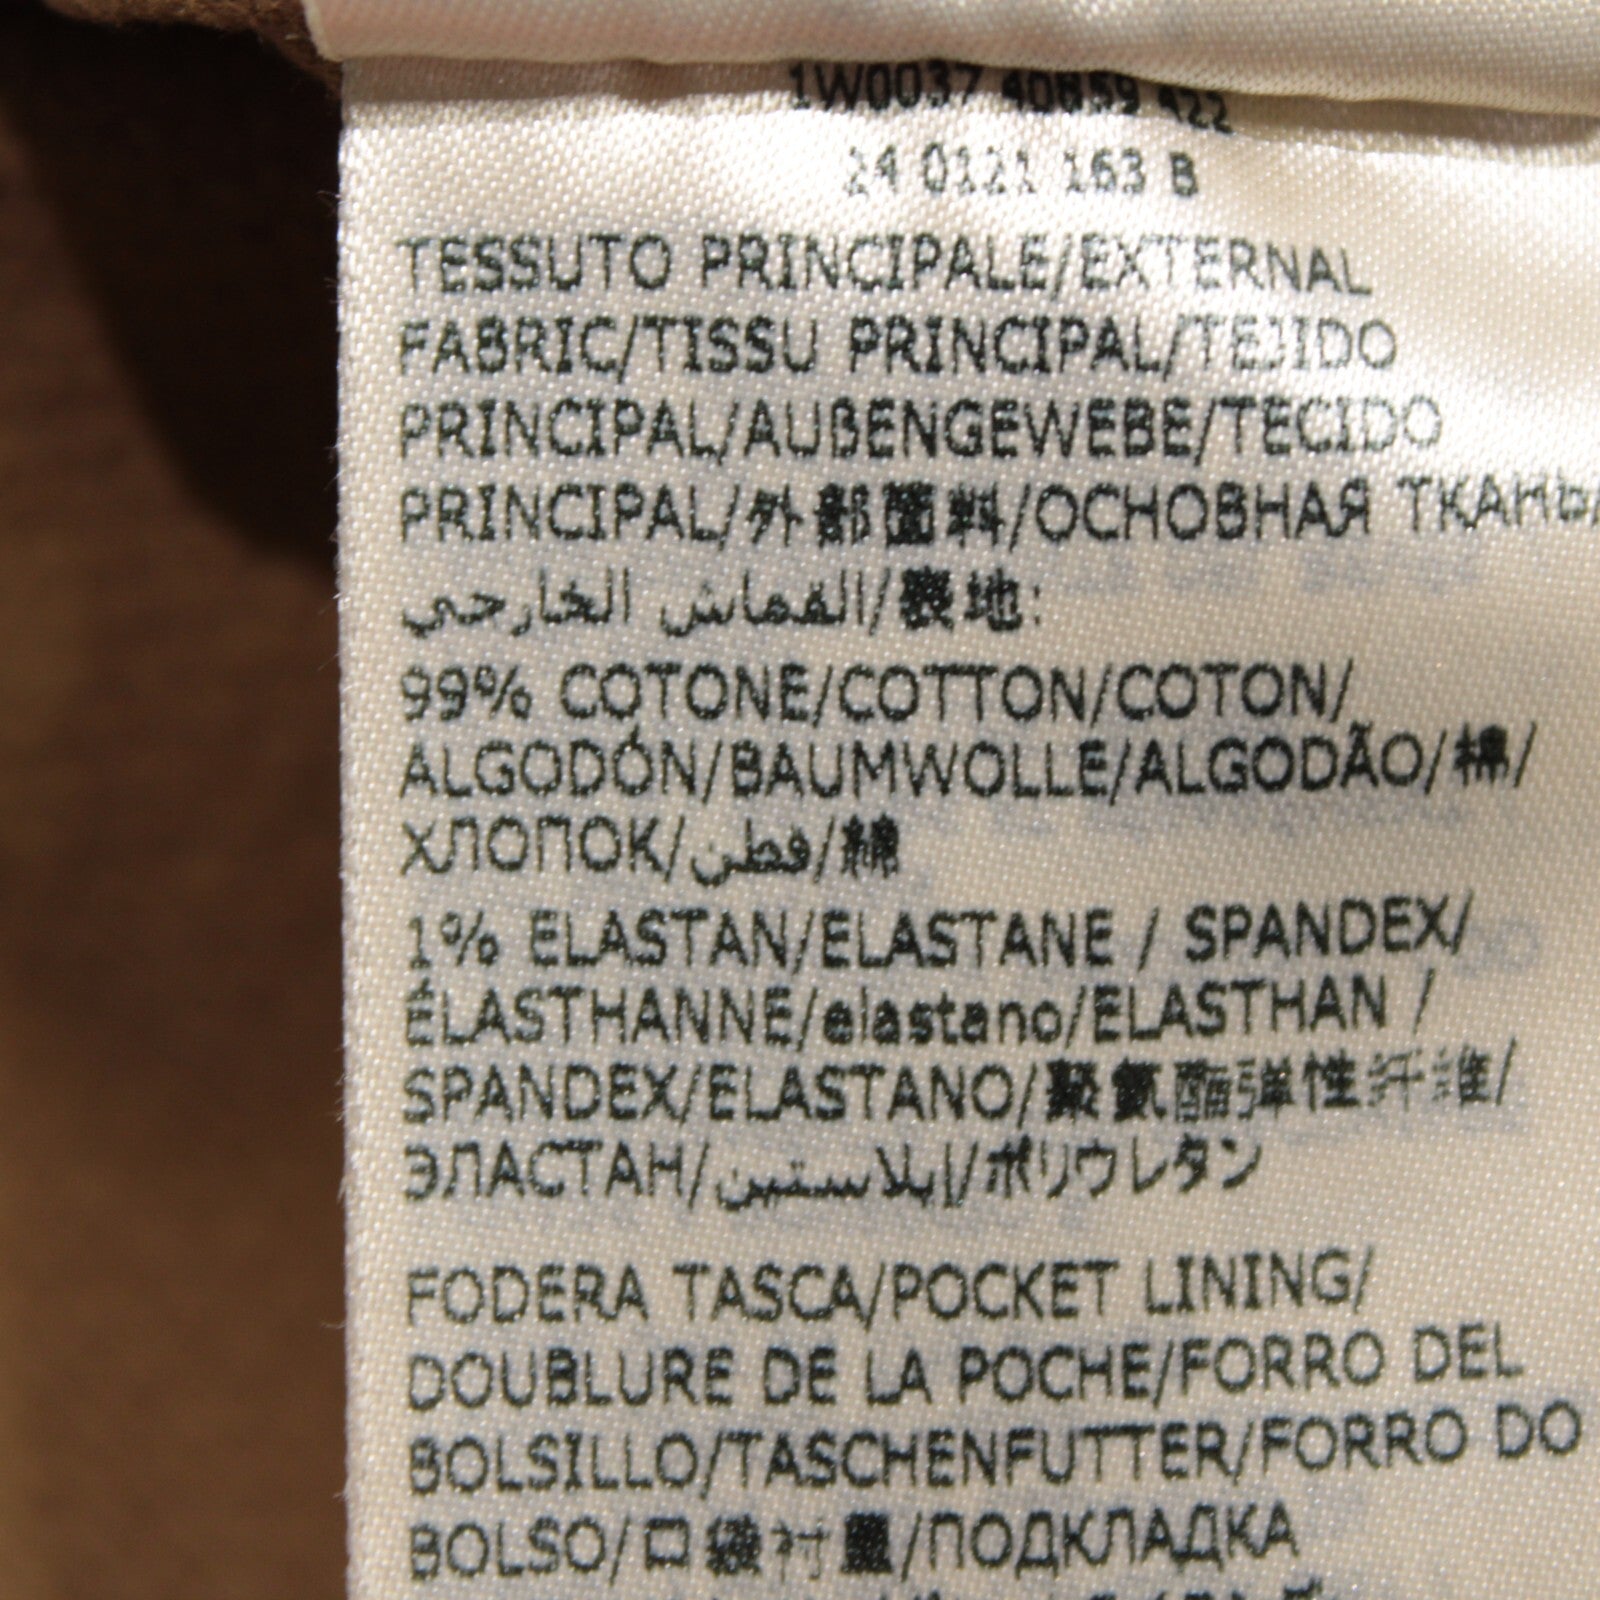 1W0037 40859 422
24 0121 163 B
TESSUTO PRINCIPALE/EXTERNAL
FABRIC/TISSU PRINCIPAL/TEJIDO
PRINCIPAL/AUßENGEWEBE/TECIDO
PRINCIPAL/外部面料/ОСНОВНАЯ ТКАНЬ/
القماش الخارجي/表地:
99% COTONE/COTTON/COTON/
ALGODÓN/BAUMWOLLE/ALGODÃO/棉/
ХЛОПОК/قطن/綿
1% ELASTAN/ELASTANE / SPANDEX/
ÉLASTHANNE/elastano/ELASTHAN /
SPANDEX/ELASTANO/聚氨酯弹性纤维/
ЭЛАСТАН/إيلاستين/ポリウレタン
FODERA TASCA/POCKET LINING/
DOUBLURE DE LA POCHE/FORRO DEL
BOLSILLO/TASCHENFUTTER/FORRO DO
BOLSO/口袋衬里/ПОДКЛАДКА